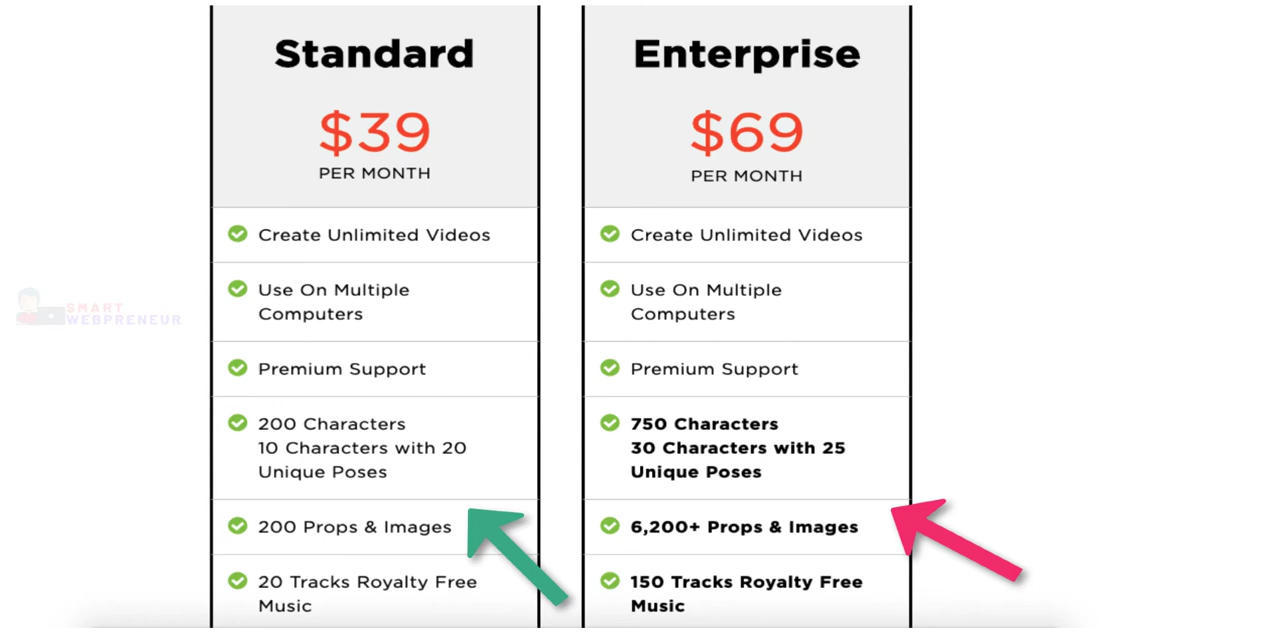 Standard
$39
PER MONTH
Create Unlimited Videos
Use On Multiple
Computers
Premium Support
200 Characters
10 Characters with 20
Unique Poses
200 Props & Images
20 Tracks Royalty Free
Music
Enterprise
$69
PER MONTH
Create Unlimited Videos
Use On Multiple
Computers
Premium Support
750 Characters
30 Characters with 25
Unique Poses
6,200+ Props & Images
150 Tracks Royalty Free
Music
SMART
WEBPRENEUR